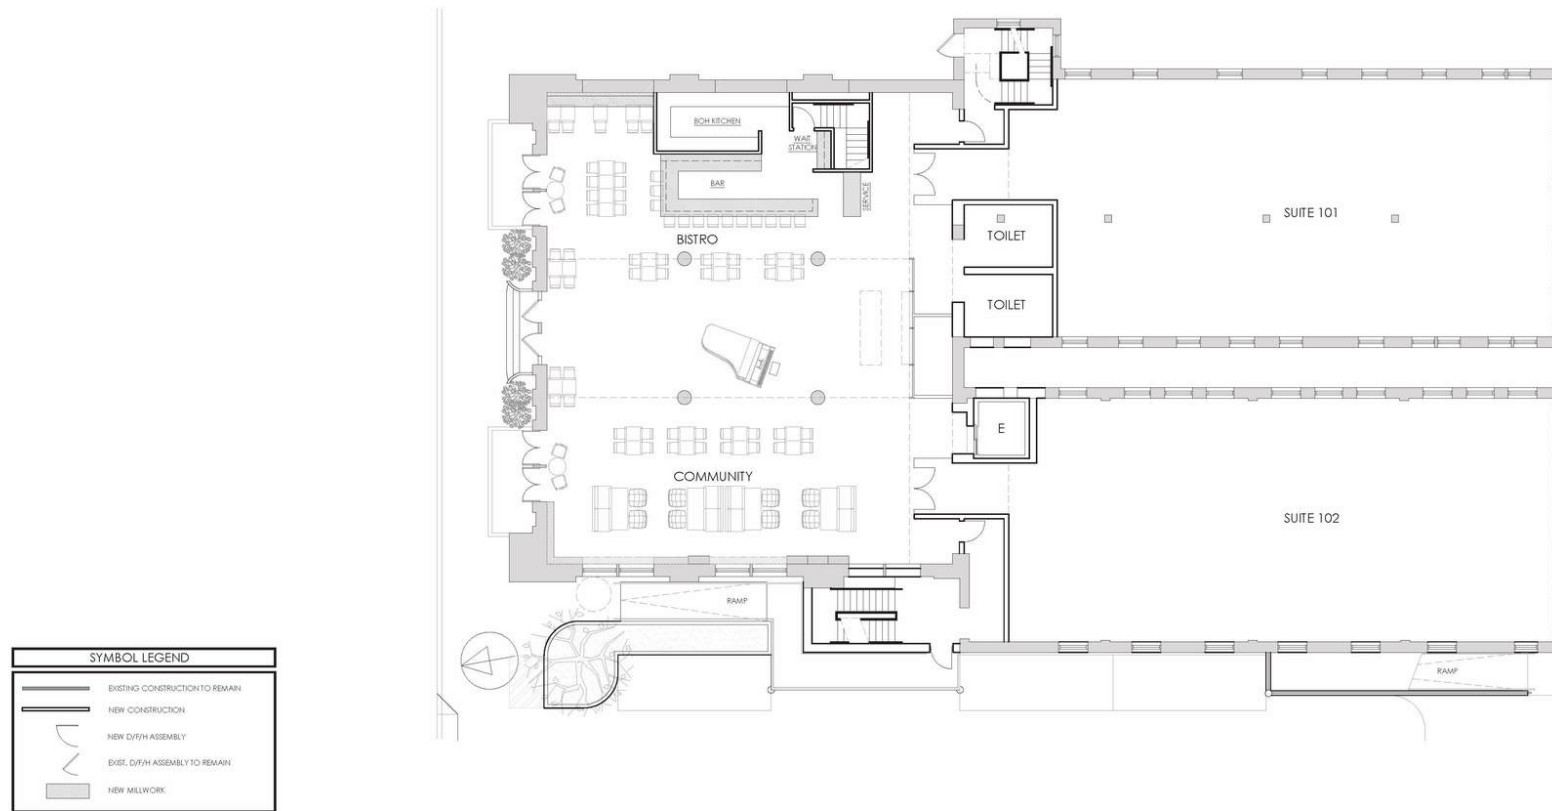 BOH KITCHEN
WAIT
STATION
BAR
SERVICE
BISTRO
TOILET
SUITE 101
TOILET
E
COMMUNITY
SUITE 102
RAMP
RAMP
SYMBOL LEGEND
EXISTING CONSTRUCTION TO REMAIN
NEW CONSTRUCTION
NEW D/F/H ASSEMBLY
EXIST. D/F/H ASSEMBLY TO REMAIN
NEW MILLWORK